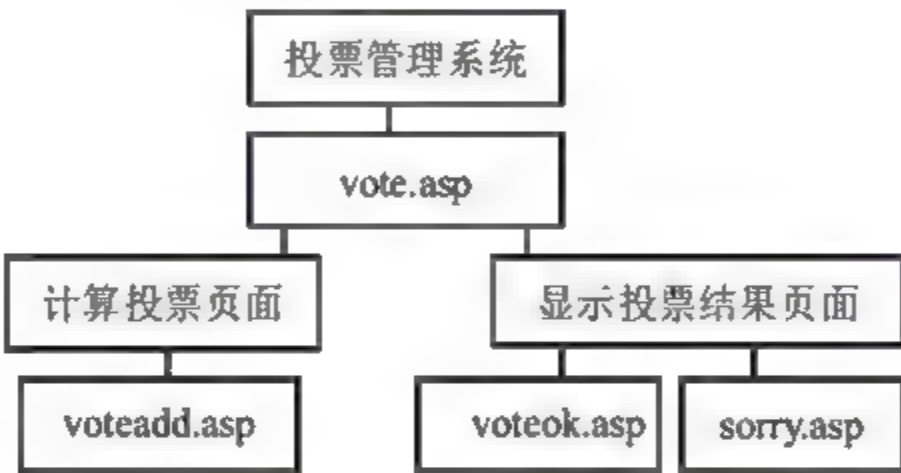 投票管理系统
vote.asp
计算投票页面
显示投票结果页面
voteadd.asp
voteok.asp
sorry.asp